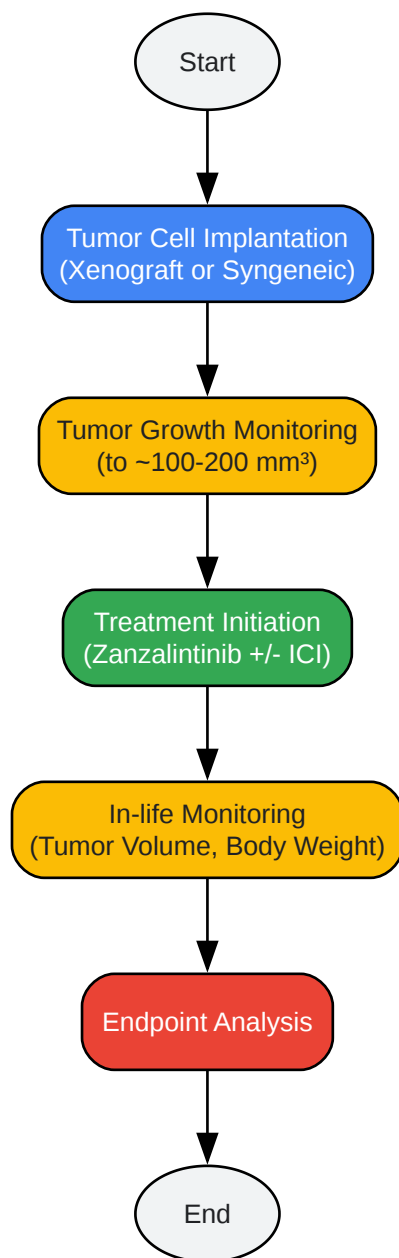 Start
Tumor Cell Implantation
(Xenograft or Syngeneic)
Tumor Growth Monitoring
(to ~100-200 mm³)
Treatment Initiation
(Zanzalintinib +/- ICI)
In-life Monitoring
(Tumor Volume, Body Weight)
Endpoint Analysis
End